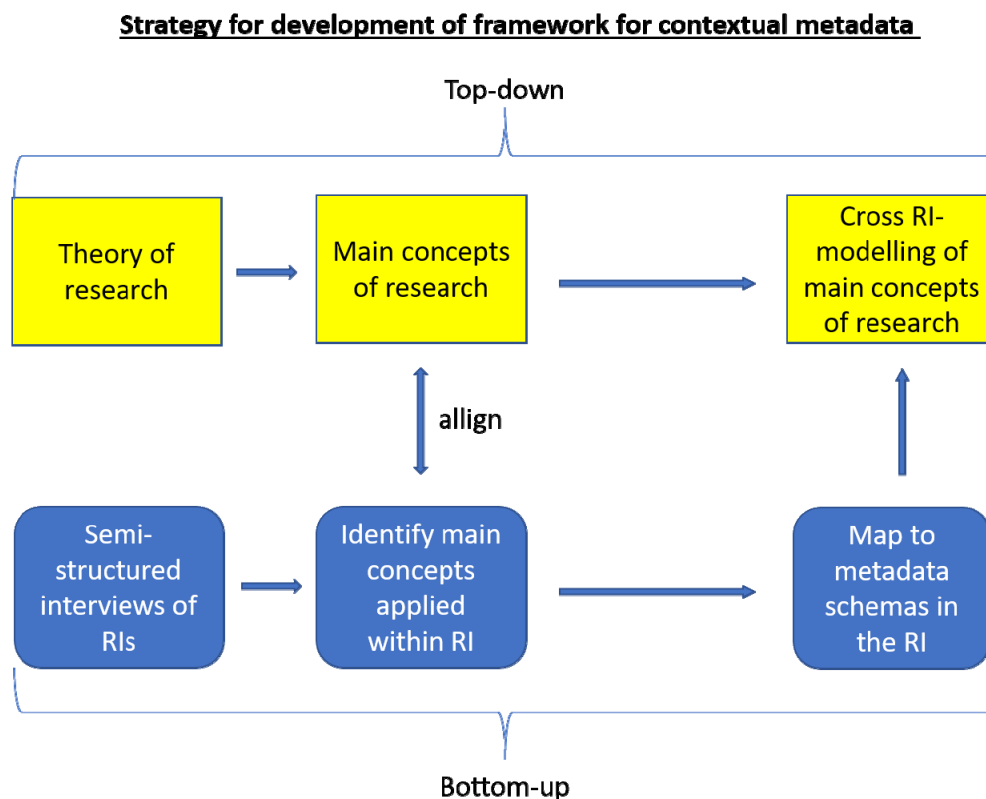 Strategy for development of framework for contextual metadata
Top-down
Theory of
research
Main concepts
of research
Cross RI-
modelling of
main concepts
of research
allign
Semi-
structured
interviews of
RIs
Identify main
concepts
applied
within RI
Map to
metadata
schemas in
the RI
Bottom-up